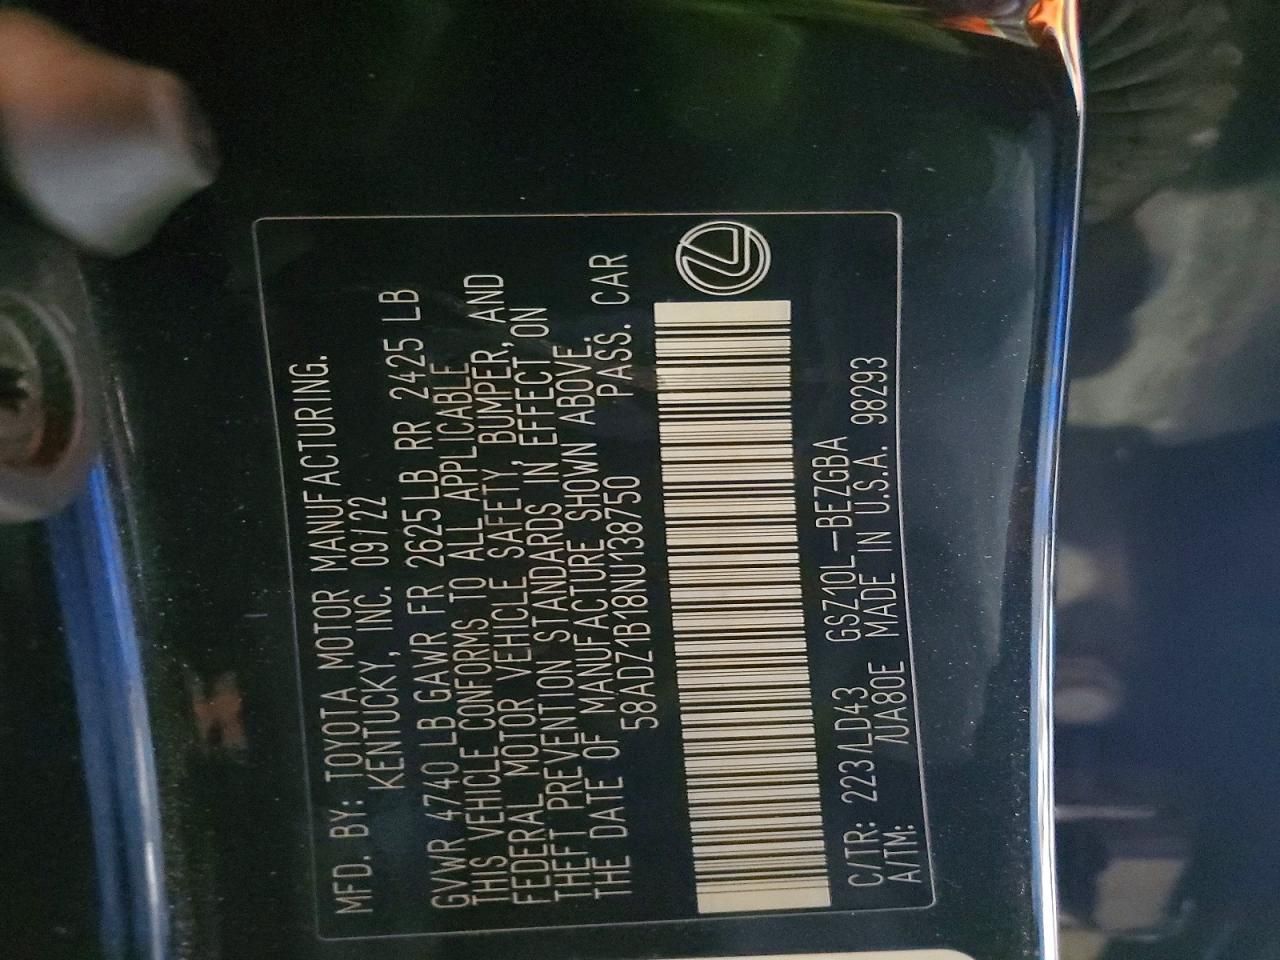 MFD. BY: TOYOTA MOTOR MANUFACTURING.
KENTUCKY, INC. 09/22
GVWR 4740 LB GAWR FR 2625 LB RR 2425 LB
THIS VEHICLE CONFORMS TO ALL APPLICABLE
FEDERAL MOTOR VEHICLE SAFETY, BUMPER, AND
THEFT PREVENTION STANDARDS IN EFFECT ON
THE DATE OF MANUFACTURE SHOWN ABOVE.
58ADZ1B18NU138750 PASS. CAR
C/TR: 223/LD43 GSZ10L-BEZGBA
A/TM: /UA80E MADE IN U.S.A. 98293